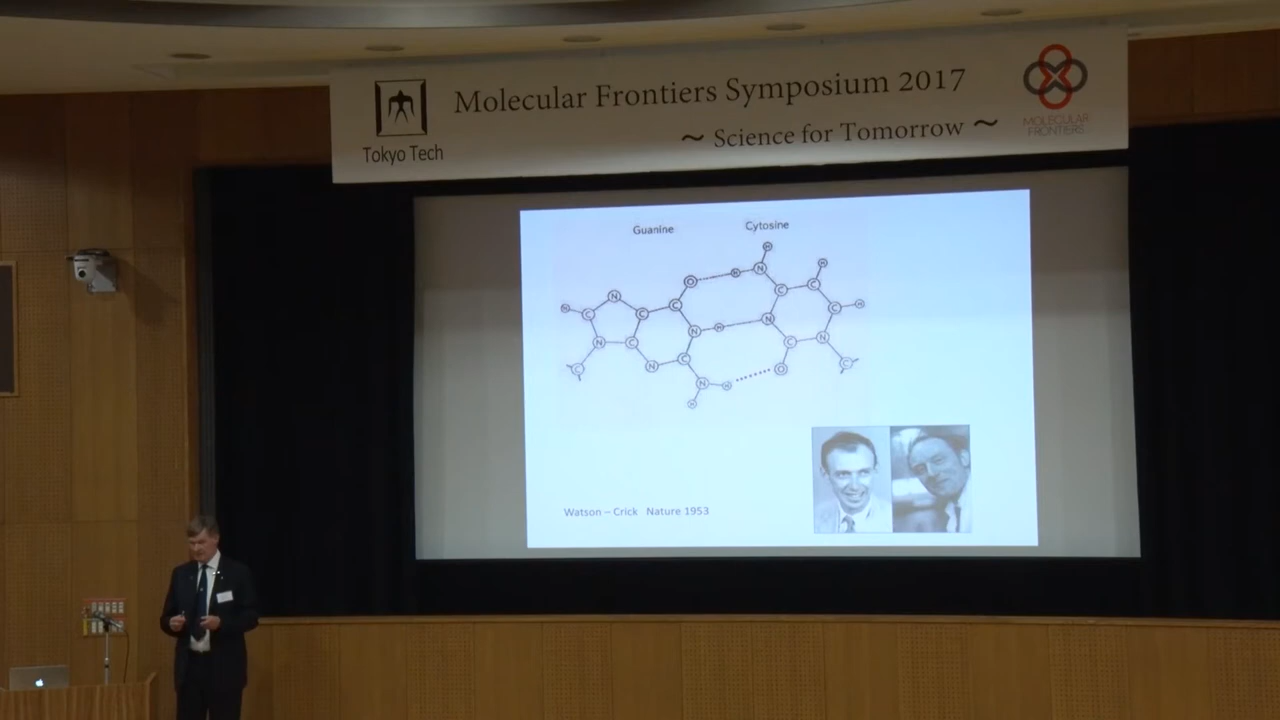 Molecular Frontiers Symposium 2017
~ Science for Tomorrow ~
Tokyo Tech
MOLECULAR
FRONTIERS
Guanine
Cytosine
Watson – Crick Nature 1953